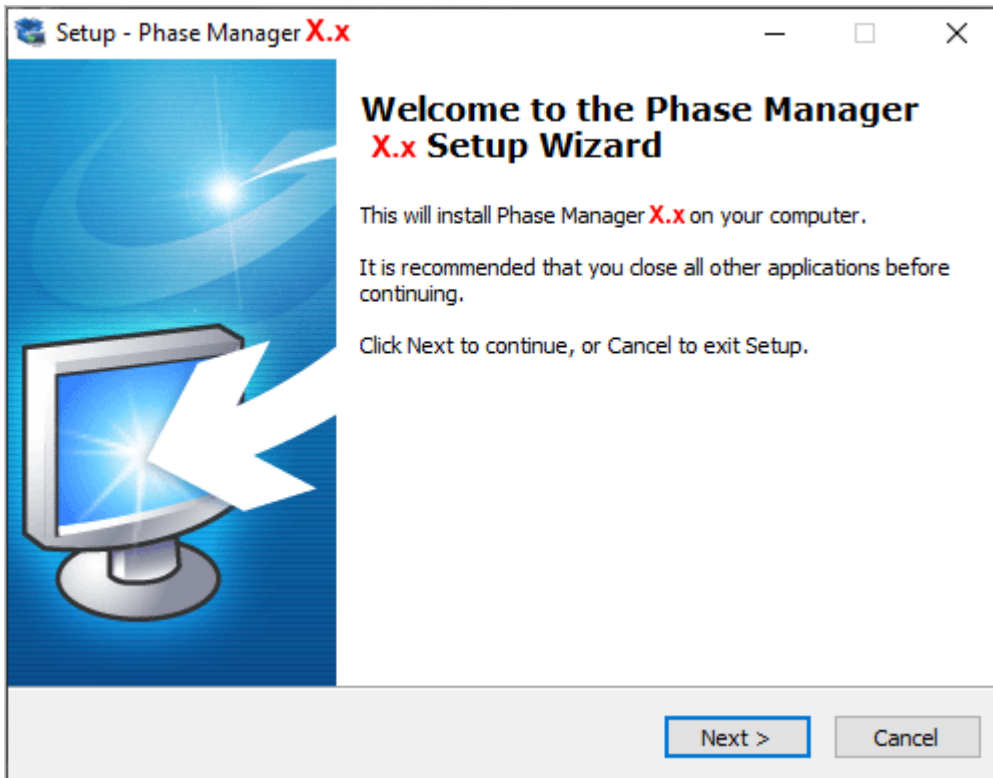 Setup - Phase Manager X.x
Welcome to the Phase Manager
X.x Setup Wizard
This will install Phase Manager X.x on your computer.
It is recommended that you close all other applications before
continuing.
Click Next to continue, or Cancel to exit Setup.
Next >
Cancel